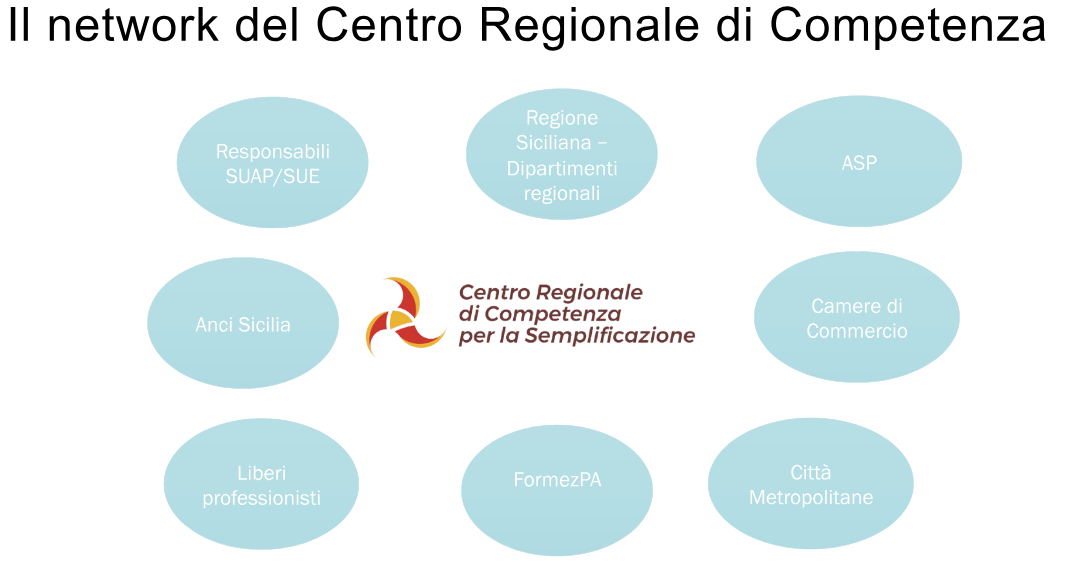 Il network del Centro Regionale di Competenza
Responsabili
SUAP/SUE
Regione
Siciliana –
Dipartimenti
regionali
ASP
Anci Sicilia
Centro Regionale
di Competenza
per la Semplificazione
Camere di
Commercio
Liberi
professionisti
FormezPA
Città
Metropolitane